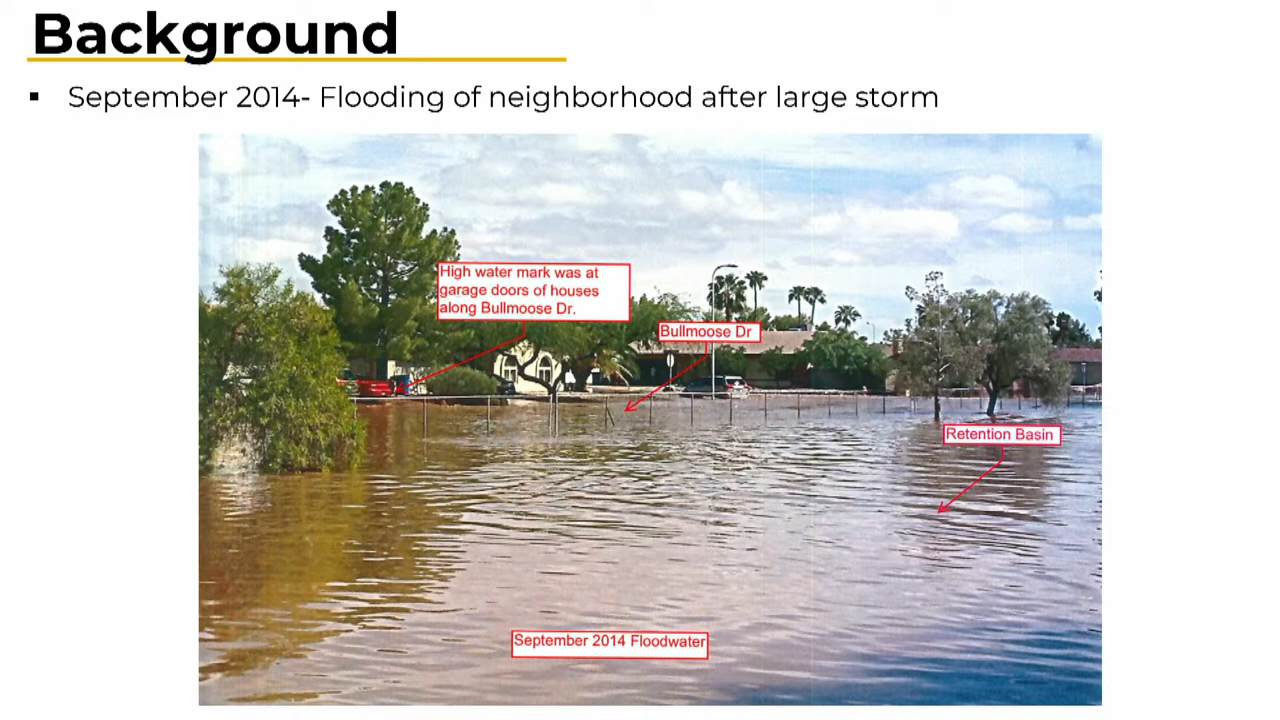 Background
▪ September 2014- Flooding of neighborhood after large storm
High water mark was at
garage doors of houses
along Bullmoose Dr.
Bullmoose Dr
Retention Basin
September 2014 Floodwater